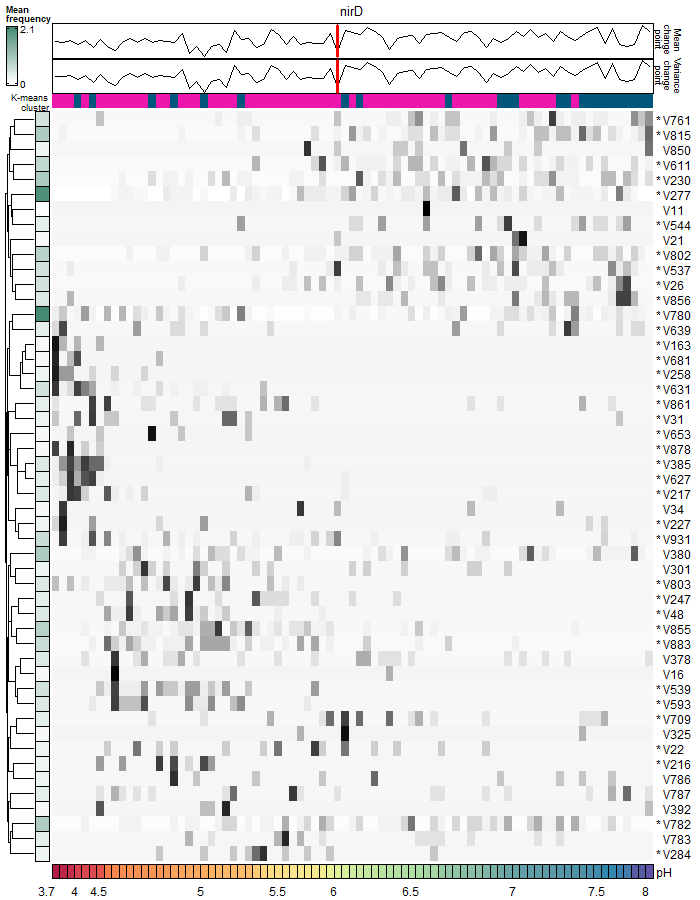 nirD
Mean
frequency
2.1
0
Mean
change
point
Variance
change
point
K-means
cluster
* V761
* V815
V850
* V611
* V230
* V277
V11
* V544
V21
* V802
* V537
* V26
* V856
* V780
* V639
* V163
* V681
* V258
* V631
* V861
* V31
* V653
* V878
* V385
* V627
* V217
V34
* V227
* V931
V380
V301
* V803
* V247
* V48
* V855
* V883
V378
V16
* V539
* V593
* V709
V325
* V22
* V216
V786
V787
V392
* V782
V783
* V284
pH
3.7 4 4.5 5 5.5 6 6.5 7 7.5 8